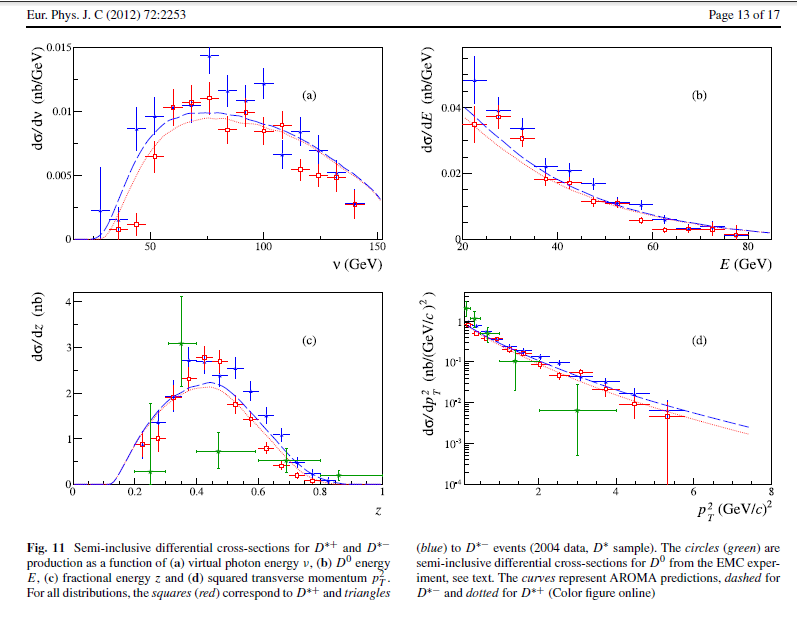 Eur. Phys. J. C (2012) 72:2253
Page 13 of 17
dσ/dν (nb/GeV)
0.015
0.01
0.005
0
50
100
150
ν (GeV)
(a)
dσ/dE (nb/GeV)
0.04
0.02
0
20
40
60
80
E (GeV)
(b)
dσ/dz (nb)
4
3
2
1
0
0
0.2
0.4
0.6
0.8
1
z
(c)
dσ/dp_T^2 (nb/(GeV/c)^2)
1
10^-1
10^-2
10^-3
10^-4
2
4
6
8
p_T^2 (GeV/c)^2
(d)
Fig. 11 Semi-inclusive differential cross-sections for D*+ and D*−
production as a function of (a) virtual photon energy ν, (b) D^0 energy
E, (c) fractional energy z and (d) squared transverse momentum p_T^2.
For all distributions, the squares (red) correspond to D*+ and triangles
(blue) to D*− events (2004 data, D* sample). The circles (green) are
semi-inclusive differential cross-sections for D^0 from the EMC exper-
iment, see text. The curves represent AROMA predictions, dashed for
D*− and dotted for D*+ (Color figure online)